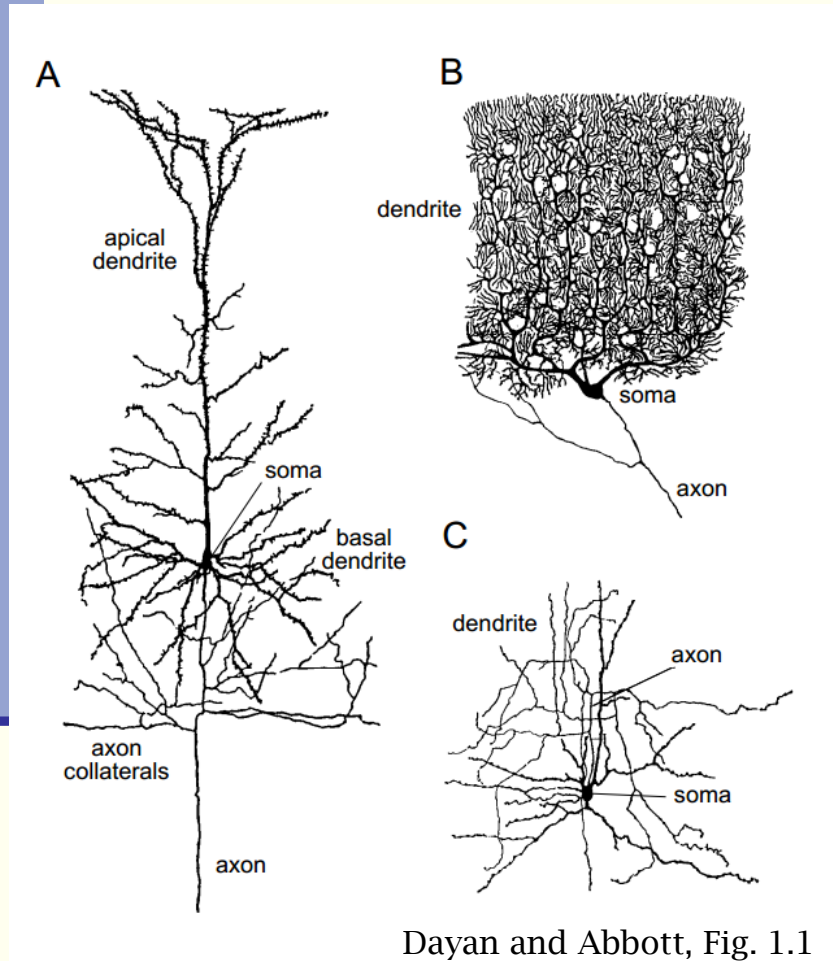 A
apical
dendrite
soma
basal
dendrite
axon
collaterals
axon
B
dendrite
soma
axon
C
dendrite
axon
soma
Dayan and Abbott, Fig. 1.1